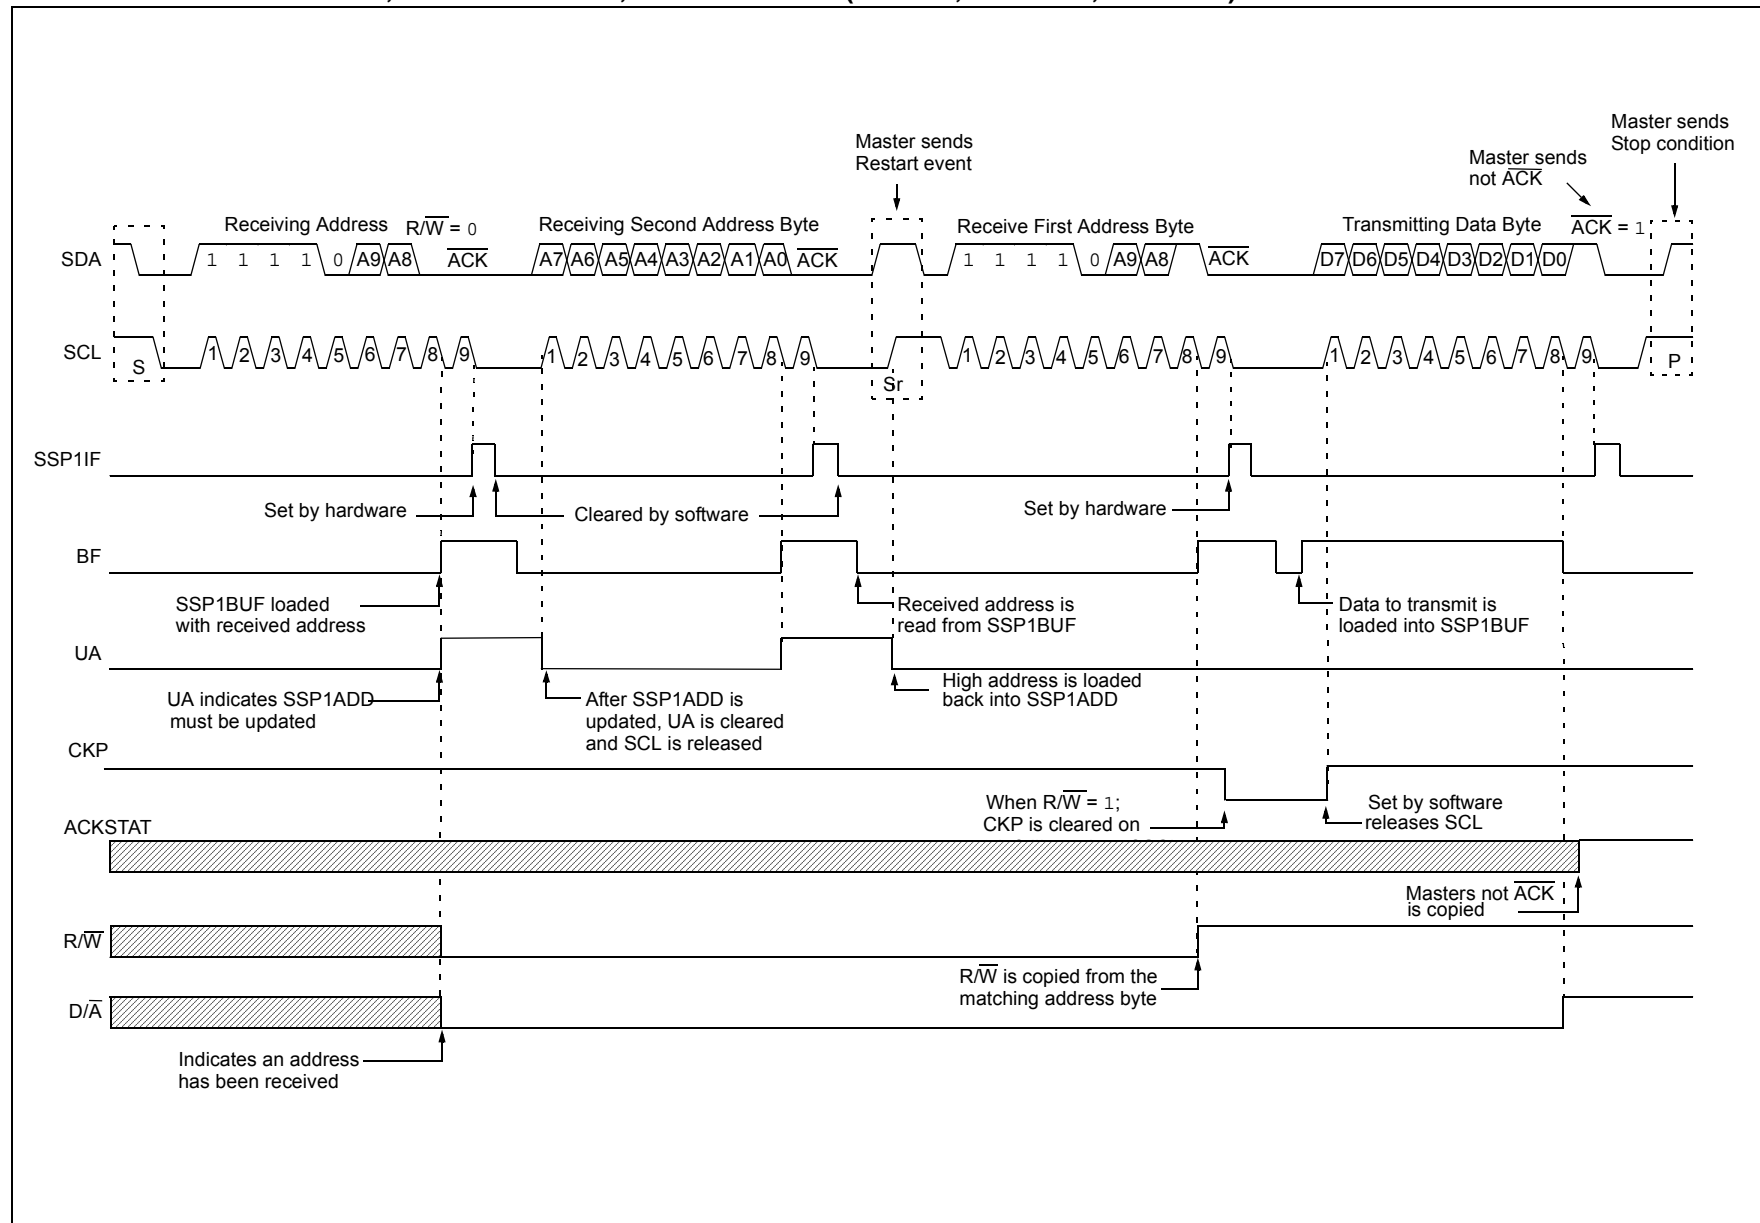 Master sends
Stop condition
Master sends
Restart event
Master sends
not A̅C̅K̅
Receiving Address R/W̅ = 0
Receiving Second Address Byte
Receive First Address Byte
Transmitting Data Byte
A̅C̅K̅ = 1
SDA 1 1 1 1 0 A9 A8 A̅C̅K̅ A7 A6 A5 A4 A3 A2 A1 A0 A̅C̅K̅ 1 1 1 1 0 A9 A8 A̅C̅K̅ D7 D6 D5 D4 D3 D2 D1 D0
SCL S 1 2 3 4 5 6 7 8 9 1 2 3 4 5 6 7 8 9 Sr 1 2 3 4 5 6 7 8 9 1 2 3 4 5 6 7 8 9 P
SSP1IF
Set by hardware
Cleared by software
Set by hardware
BF
SSP1BUF loaded
with received address
Received address is
read from SSP1BUF
Data to transmit is
loaded into SSP1BUF
UA
UA indicates SSP1ADD
must be updated
After SSP1ADD is
updated, UA is cleared
and SCL is released
High address is loaded
back into SSP1ADD
CKP
When R/W̅ = 1;
CKP is cleared on
Set by software
releases SCL
ACKSTAT
Masters not A̅C̅K̅
is copied
R/W̅
R/W̅ is copied from the
matching address byte
D/A̅
Indicates an address
has been received